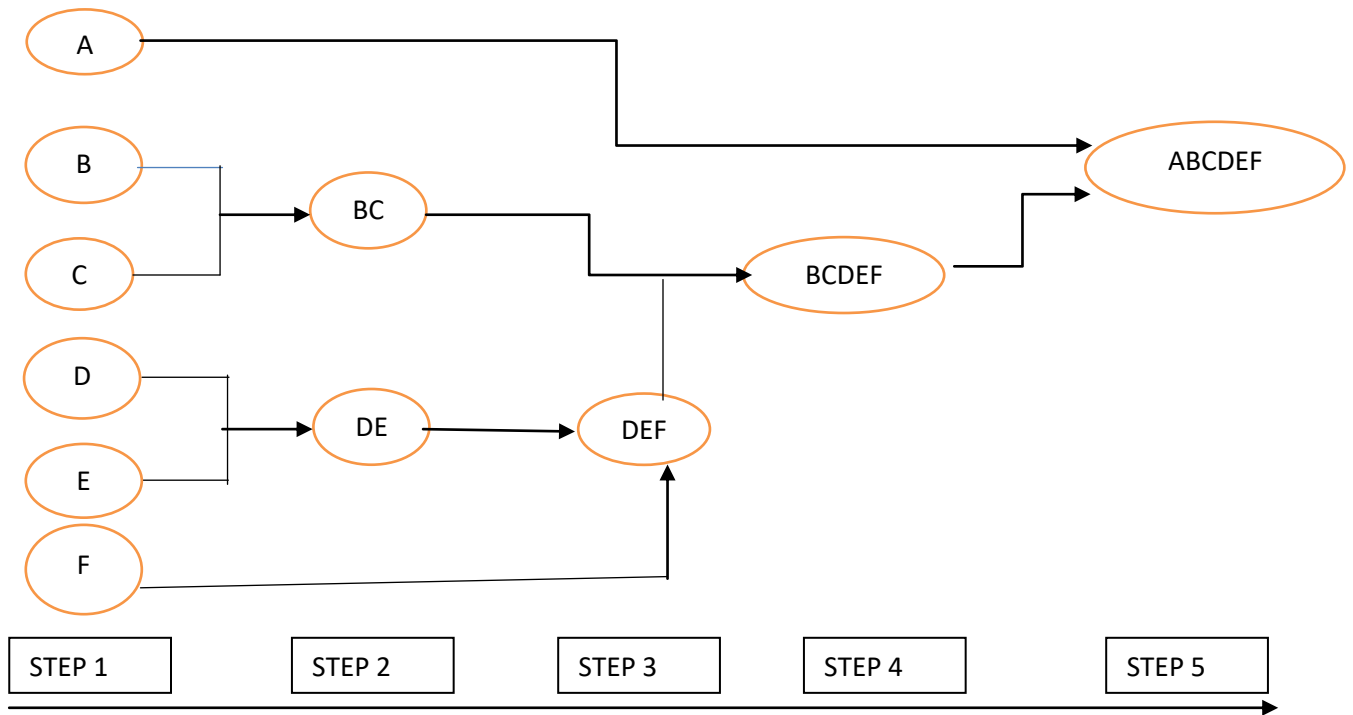 A
B
C
D
E
F
BC
DE
DEF
BCDEF
ABCDEF
STEP 1
STEP 2
STEP 3
STEP 4
STEP 5